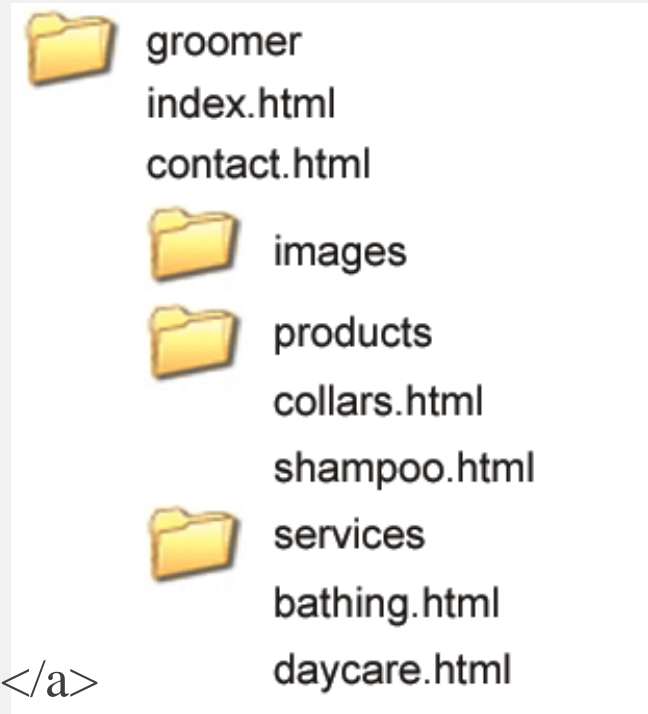 groomer
index.html
contact.html
images
products
collars.html
shampoo.html
services
bathing.html
daycare.html
</a>